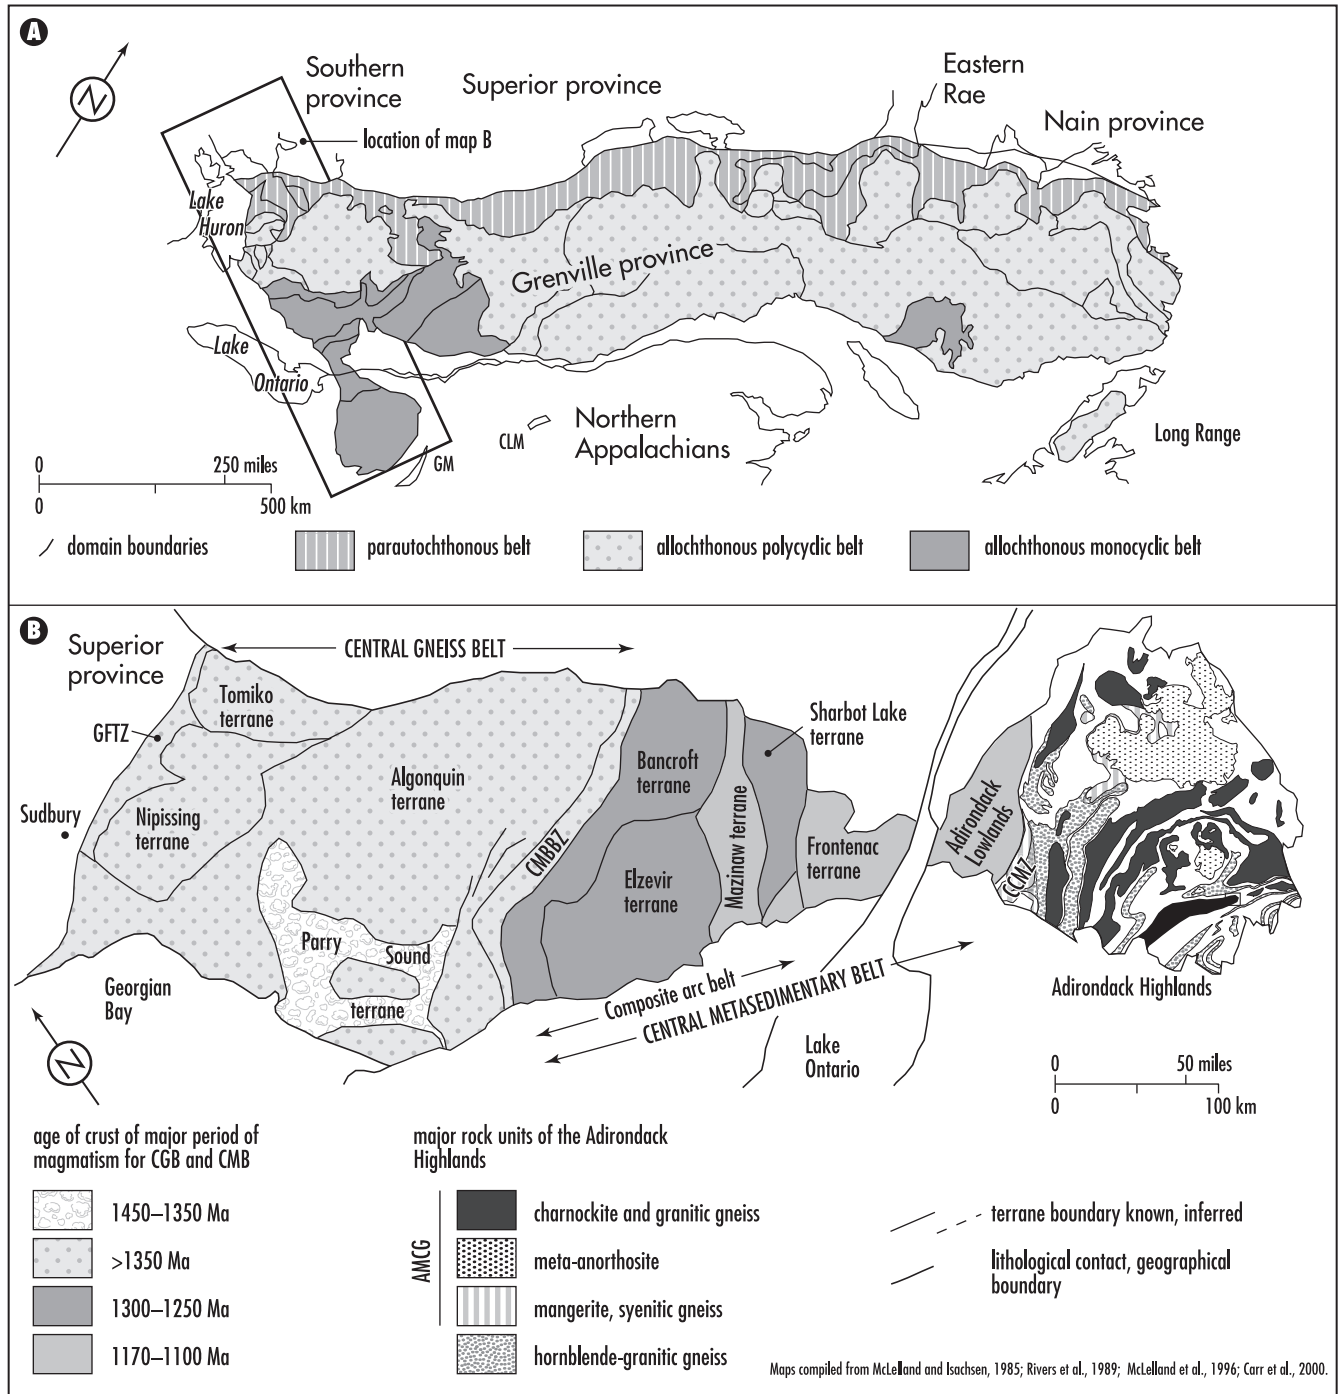 A
N
Southern
province
Superior province
Eastern
Rae
Nain province
location of map B
Lake
Huron
Grenville province
Lake
Ontario
Northern
Appalachians
CLM
GM
Long Range
0 250 miles
0 500 km
domain boundaries
parautochthonous belt
allochthonous polycyclic belt
allochthonous monocyclic belt
B
Superior
province
CENTRAL GNEISS BELT
Tomiko
terrane
GFTZ
Sharbot Lake
terrane
Algonquin
terrane
Bancroft
terrane
Sudbury
Nipissing
terrane
CMBBZ
Mazinaw terrane
Elzevir
terrane
Frontenac
terrane
Adirondack
Lowlands
CCMZ
Parry
Sound
terrane
Georgian
Bay
Composite arc belt
CENTRAL METASEDIMENTARY BELT
Adirondack Highlands
Lake
Ontario
N
0 50 miles
0 100 km
age of crust of major period of
magmatism for CGB and CMB
1450–1350 Ma
>1350 Ma
1300–1250 Ma
1170–1100 Ma
major rock units of the Adirondack
Highlands
AMCG
charnockite and granitic gneiss
meta-anorthosite
mangerite, syenitic gneiss
hornblende-granitic gneiss
terrane boundary known, inferred
lithological contact, geographical
boundary
Maps compiled from McLelland and Isachsen, 1985; Rivers et al., 1989; McLelland et al., 1996; Carr et al., 2000.